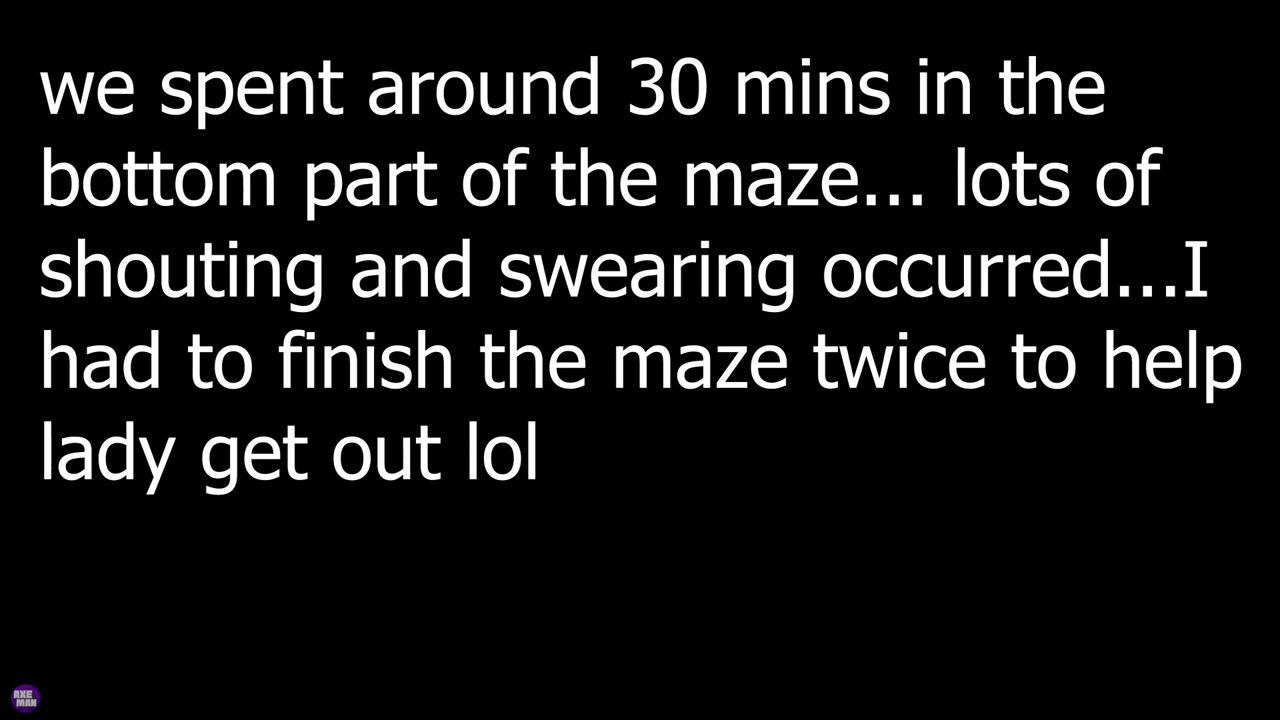 we spent around 30 mins in the
bottom part of the maze... lots of
shouting and swearing occurred...I
had to finish the maze twice to help
lady get out lol
AXE
MAN